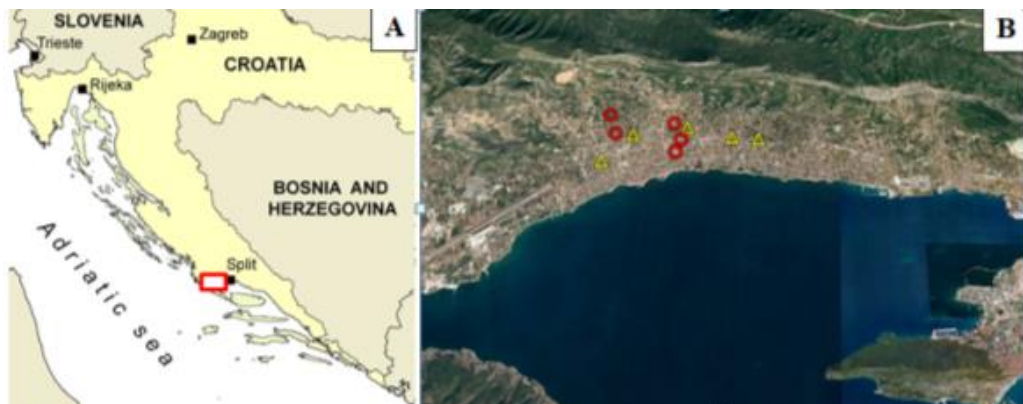 SLOVENIA
A
Trieste
Zagreb
CROATIA
Rijeka
BOSNIA AND
HERZEGOVINA
Adriatic sea
Split
B